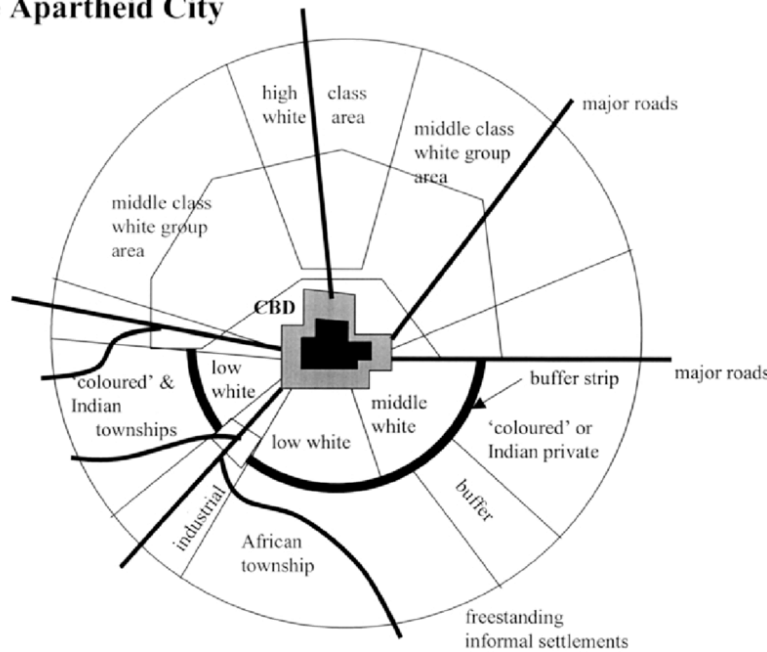 Apartheid City
high class
white area
major roads
middle class
white group
area
middle class
white group
area
CBD
major roads
low
white
buffer strip
'coloured' &
Indian
townships
middle
white
low white
'coloured' or
Indian private
buffer
industrial
African
township
freestanding
informal settlements